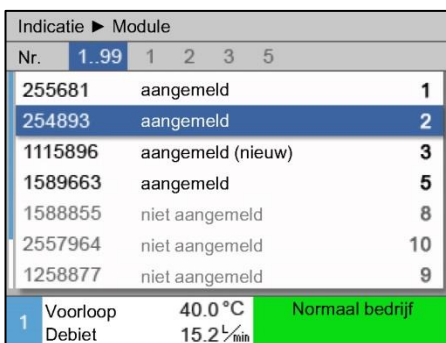 Indicatie ► Module
Nr. 1..99 1 2 3 5
255681 aangemeld 1
254893 aangemeld 2
1115896 aangemeld (nieuw) 3
1589663 aangemeld 5
1588855 niet aangemeld 8
2557964 niet aangemeld 10
1258877 niet aangemeld 9
1 Voorloop 40.0 °C Normaal bedrijf
Debiet 15.2 L/min